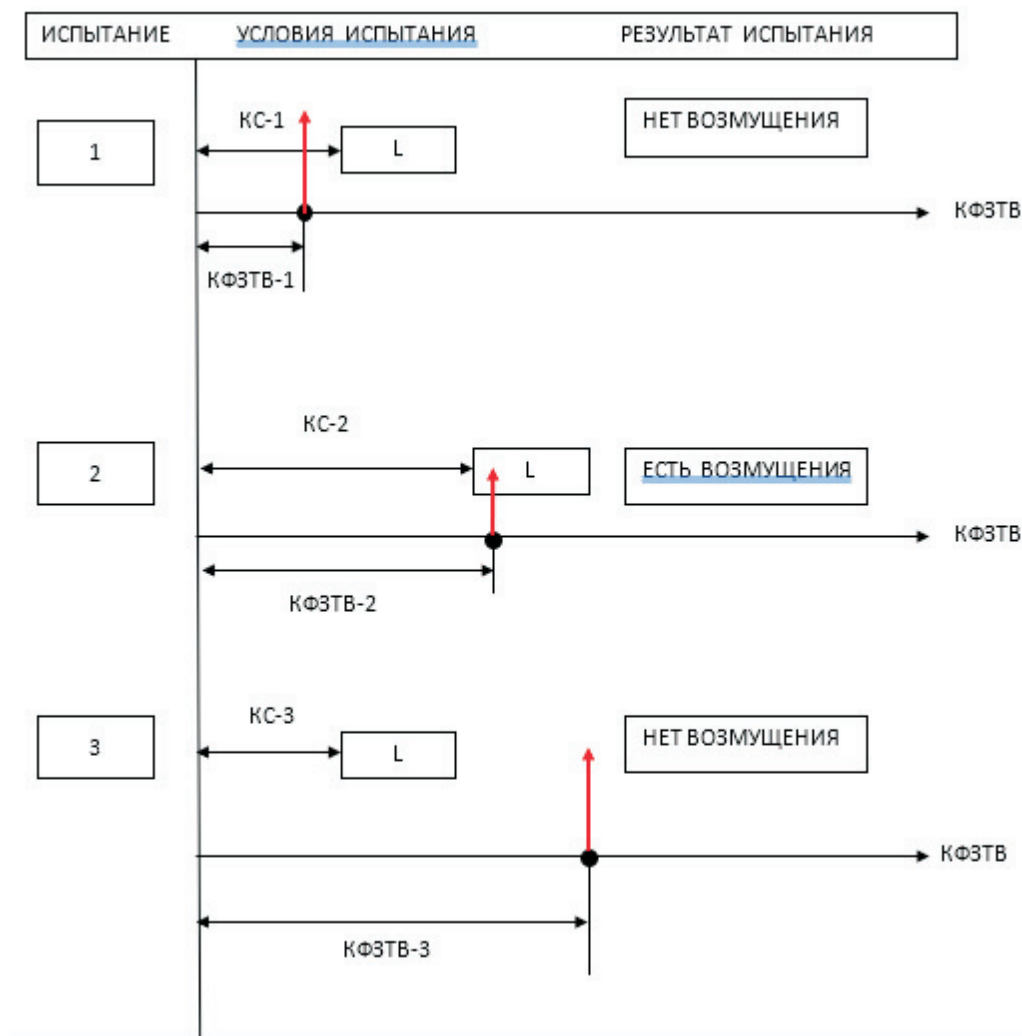 ИСПЫТАНИЕ УСЛОВИЯ ИСПЫТАНИЯ РЕЗУЛЬТАТ ИСПЫТАНИЯ
КС-1
НЕТ ВОЗМУЩЕНИЯ
1
L
КФЗТВ
КФЗТВ-1
КС-2
2
L
ЕСТЬ ВОЗМУЩЕНИЯ
КФЗТВ
КФЗТВ-2
КС-3
3
L
НЕТ ВОЗМУЩЕНИЯ
КФЗТВ
КФЗТВ-3